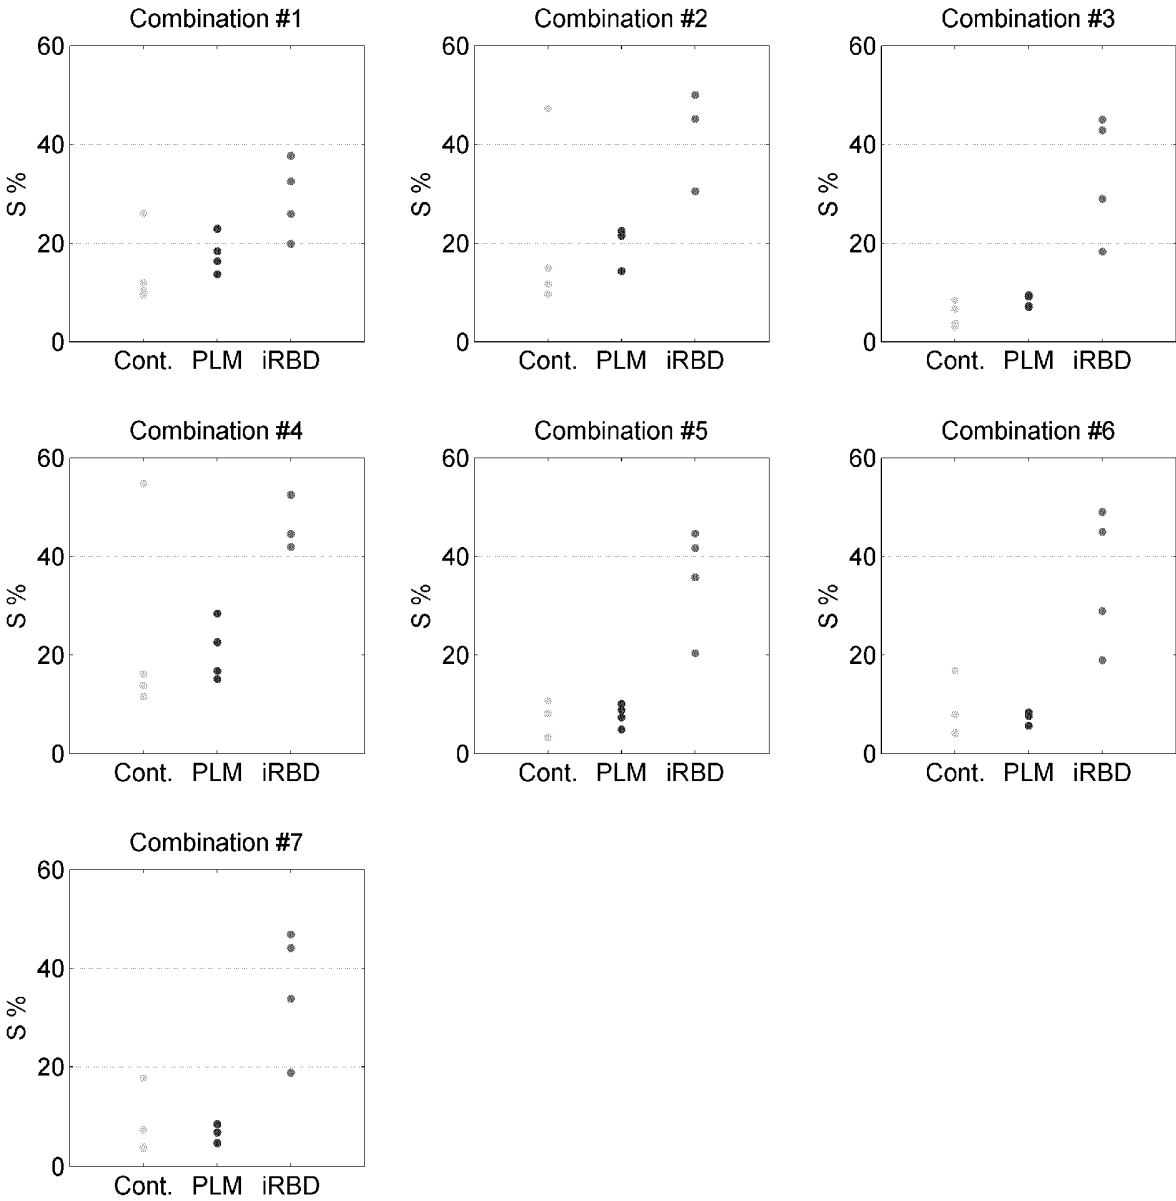 Combination #1
60
40
20
0
S %
Cont. PLM iRBD
Combination #2
60
40
20
0
S %
Cont. PLM iRBD
Combination #3
60
40
20
0
S %
Cont. PLM iRBD
Combination #4
60
40
20
0
S %
Cont. PLM iRBD
Combination #5
60
40
20
0
S %
Cont. PLM iRBD
Combination #6
60
40
20
0
S %
Cont. PLM iRBD
Combination #7
60
40
20
0
S %
Cont. PLM iRBD